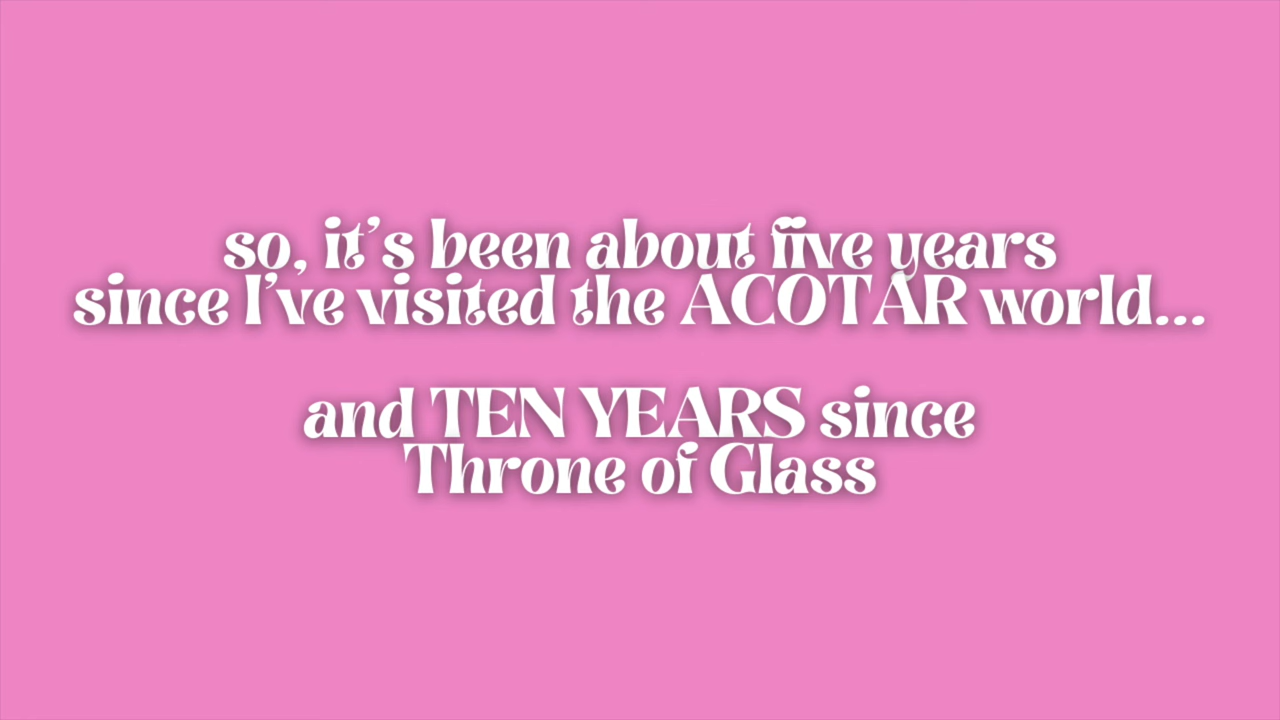 so, it's been about five years
since I've visited the ACOTAR world...
and TEN YEARS since
Throne of Glass